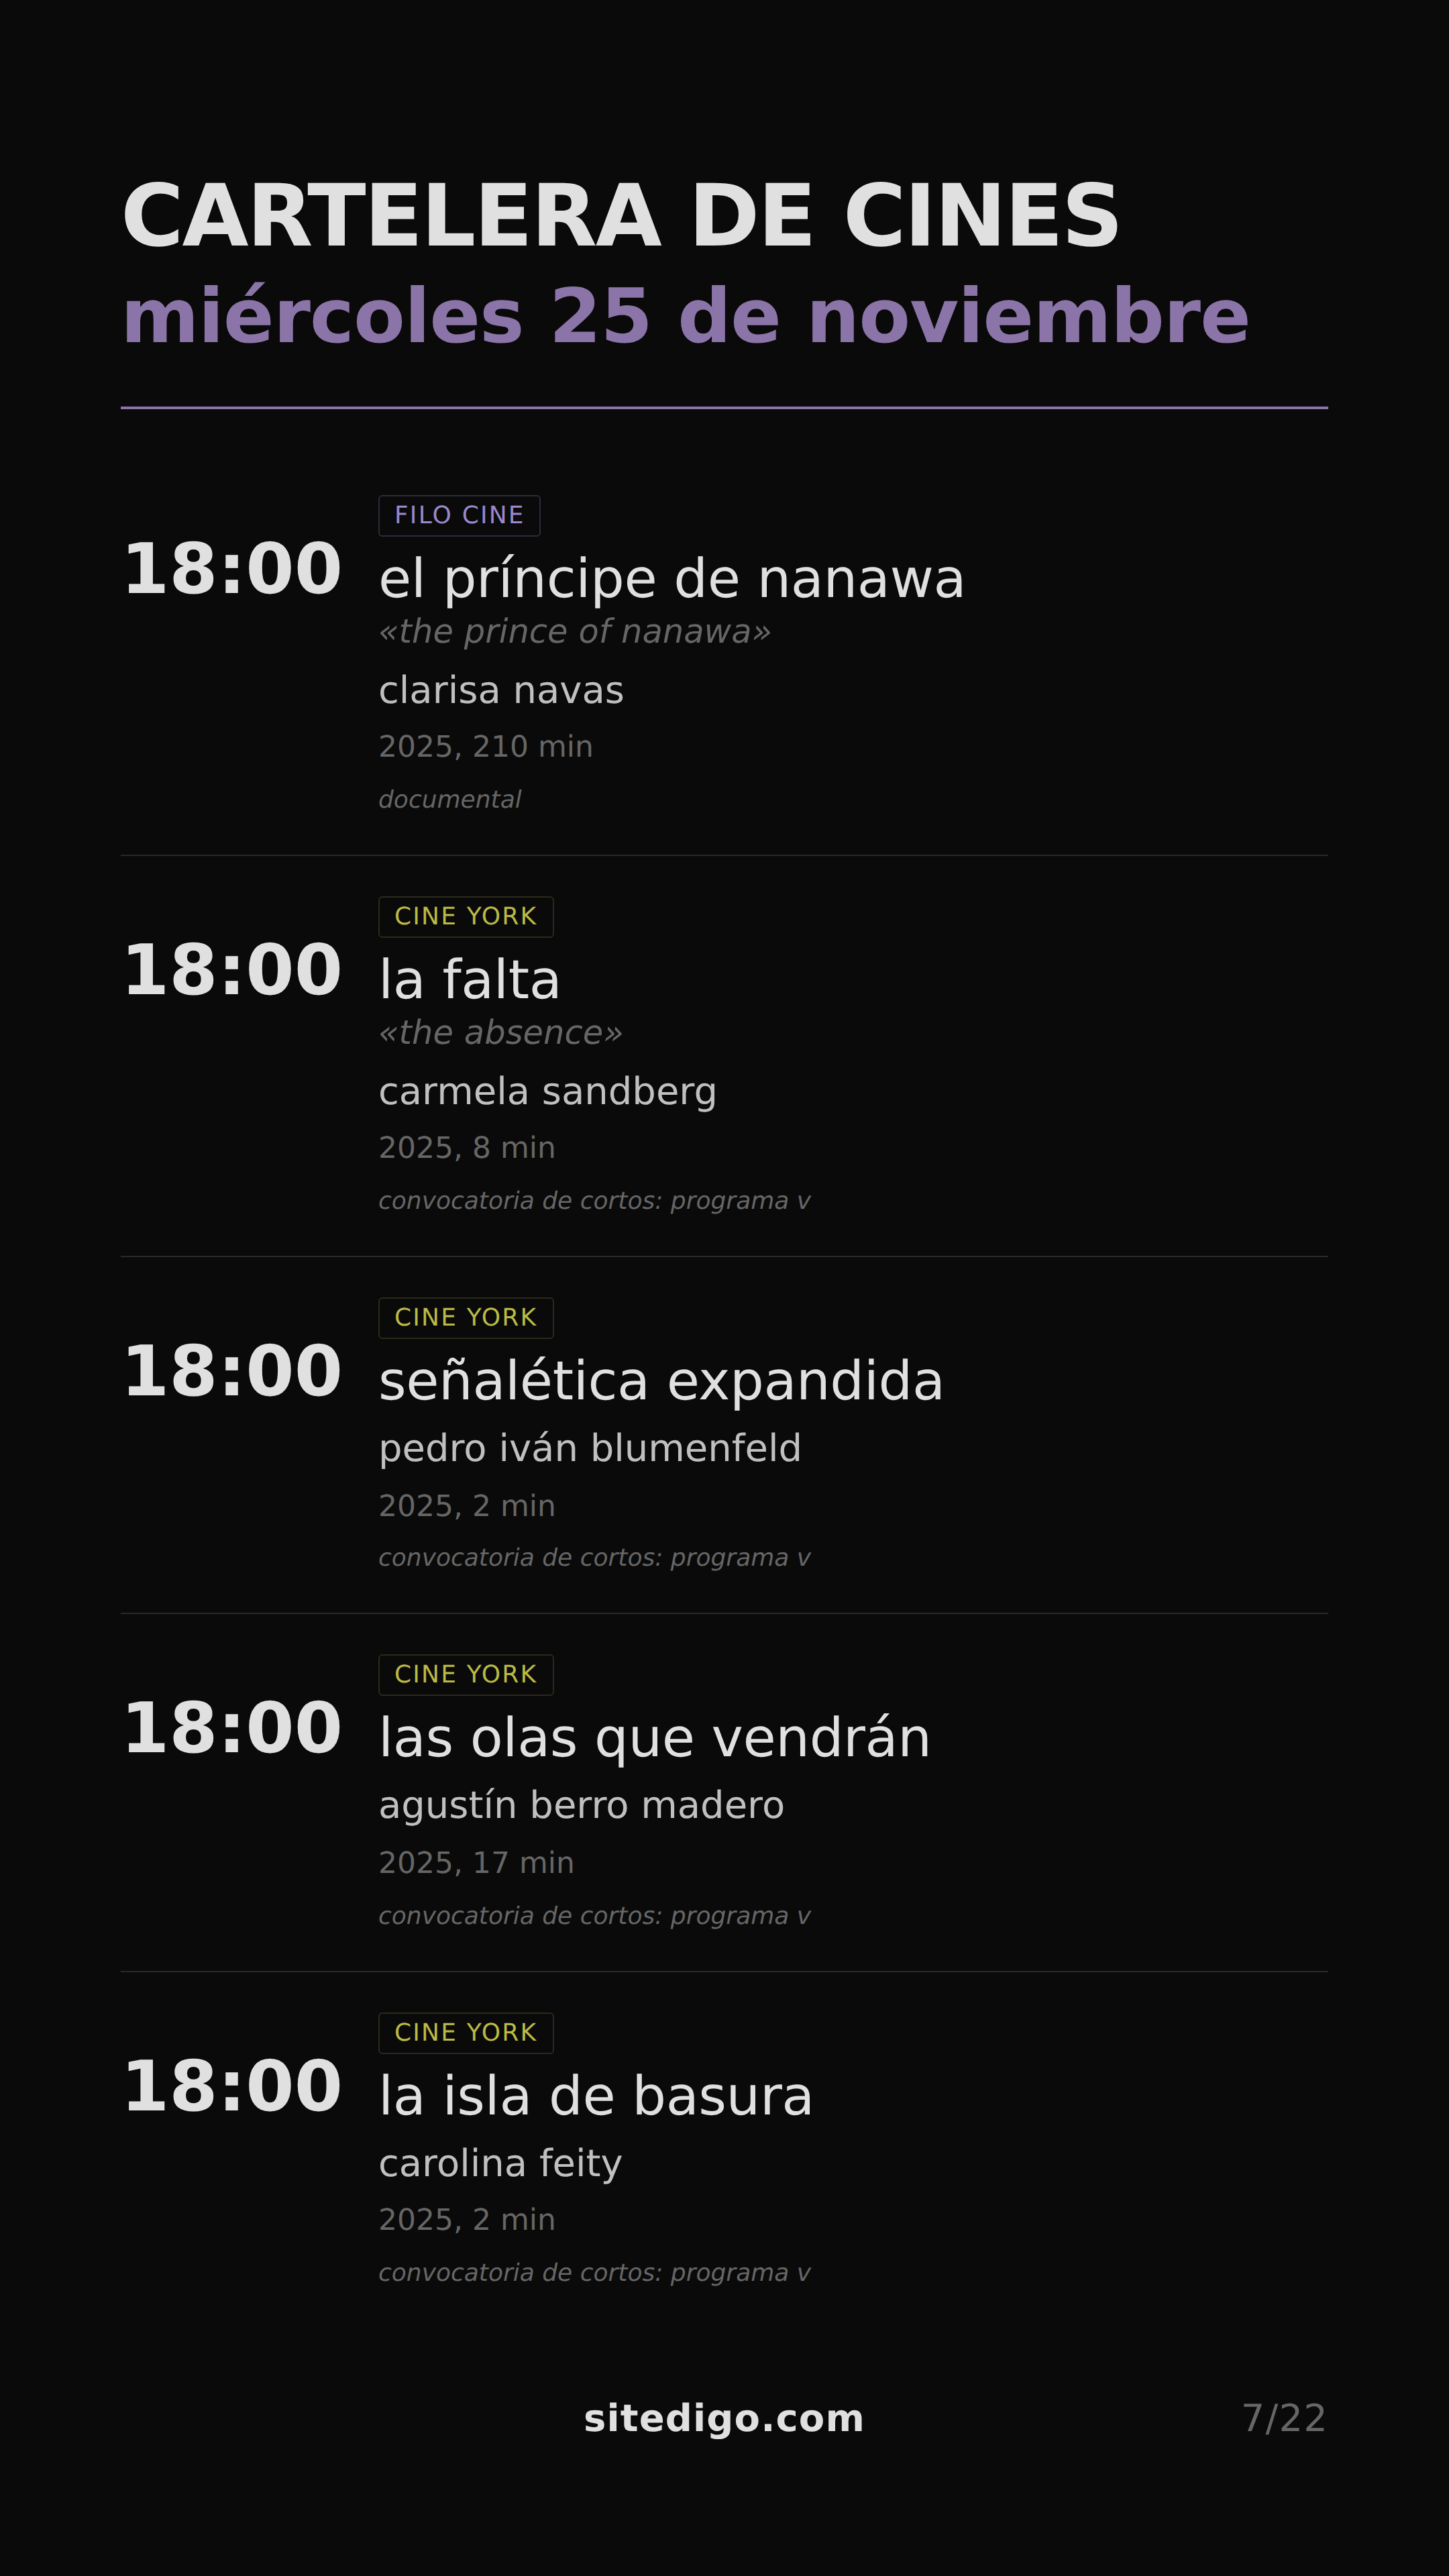 CARTELERA DE CINES
miércoles 25 de noviembre
FILO CINE
18:00
el príncipe de nanawa
«the prince of nanawa»
clarisa navas
2025, 210 min
documental
CINE YORK
18:00
la falta
«the absence»
carmela sandberg
2025, 8 min
convocatoria de cortos: programa v
CINE YORK
18:00
señalética expandida
pedro iván blumenfeld
2025, 2 min
convocatoria de cortos: programa v
CINE YORK
18:00
las olas que vendrán
agustín berro madero
2025, 17 min
convocatoria de cortos: programa v
CINE YORK
18:00
la isla de basura
carolina feity
2025, 2 min
convocatoria de cortos: programa v
sitedigo.com
7/22